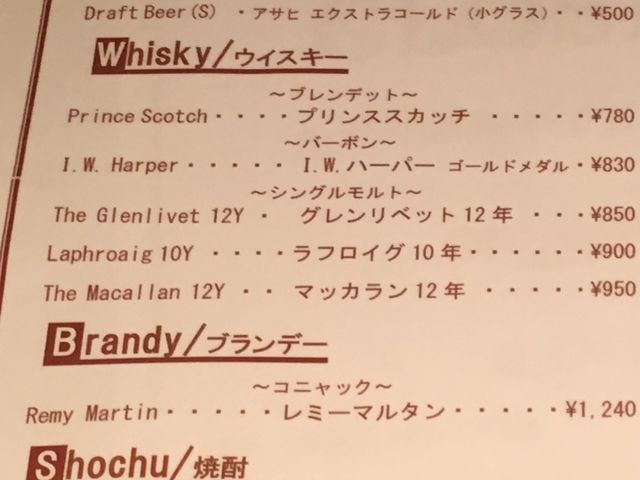 Draft Beer(S) ・アサヒ エクストラコールド（小グラス）・・¥500
Whisky/ウイスキー
～ブレンデット～
Prince Scotch・・・・プリンススカッチ ・・・・・¥780
～バーボン～
I.W. Harper・・・・・ I.W.ハーパー ゴールドメダル・¥830
～シングルモルト～
The Glenlivet 12Y ・ グレンリベット12年 ・・・¥850
Laphroaig 10Y ・・・・ラフロイグ10年・・・・・¥900
The Macallan 12Y ・・ マッカラン12年 ・・・・・¥950
Brandy/ブランデー
～コニャック～
Remy Martin・・・・・レミーマルタン・・・・・¥1,240
Shochu/焼酎